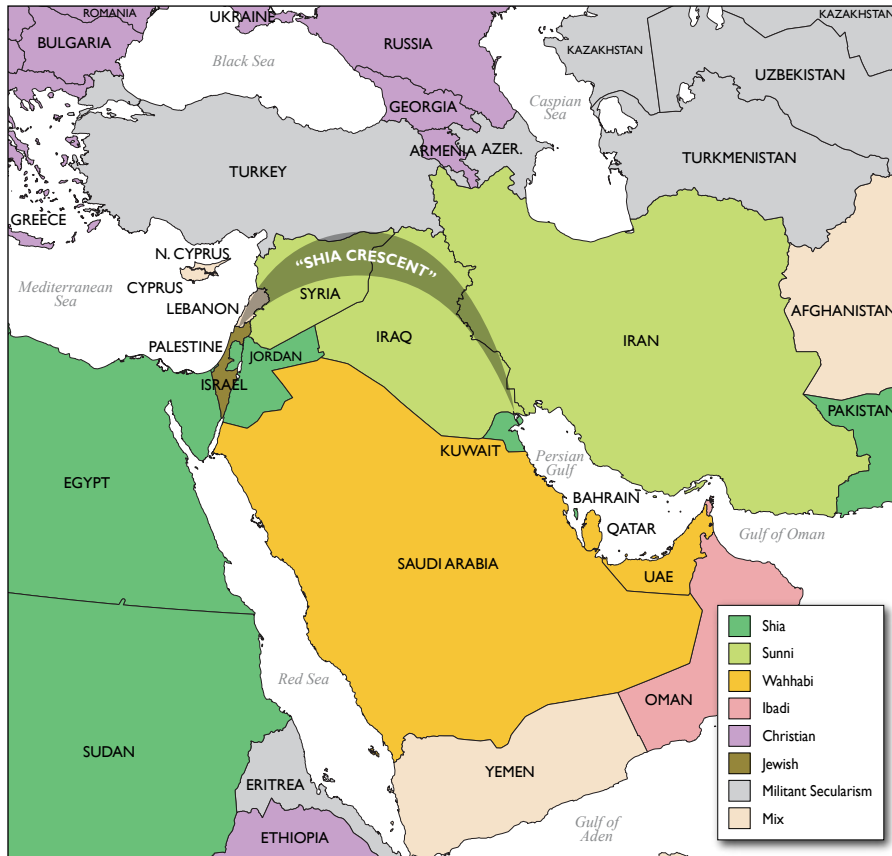 ROMANIA
UKRAINE
KAZAKHSTAN
BULGARIA
RUSSIA
KAZAKHSTAN
Black Sea
UZBEKISTAN
GEORGIA
Caspian
Sea
ARMENIA
AZER.
TURKMENISTAN
TURKEY
GREECE
N. CYPRUS
"SHIA CRESCENT"
Mediterranean
Sea
CYPRUS
LEBANON
SYRIA
AFGHANISTAN
PALESTINE
JORDAN
IRAQ
IRAN
ISRAEL
PAKISTAN
KUWAIT
Persian
Gulf
EGYPT
BAHRAIN
QATAR
Gulf of Oman
SAUDI ARABIA
UAE
Red Sea
OMAN
SUDAN
YEMEN
ERITREA
Gulf of
Aden
ETHIOPIA
Shia
Sunni
Wahhabi
Ibadi
Christian
Jewish
Militant Secularism
Mix